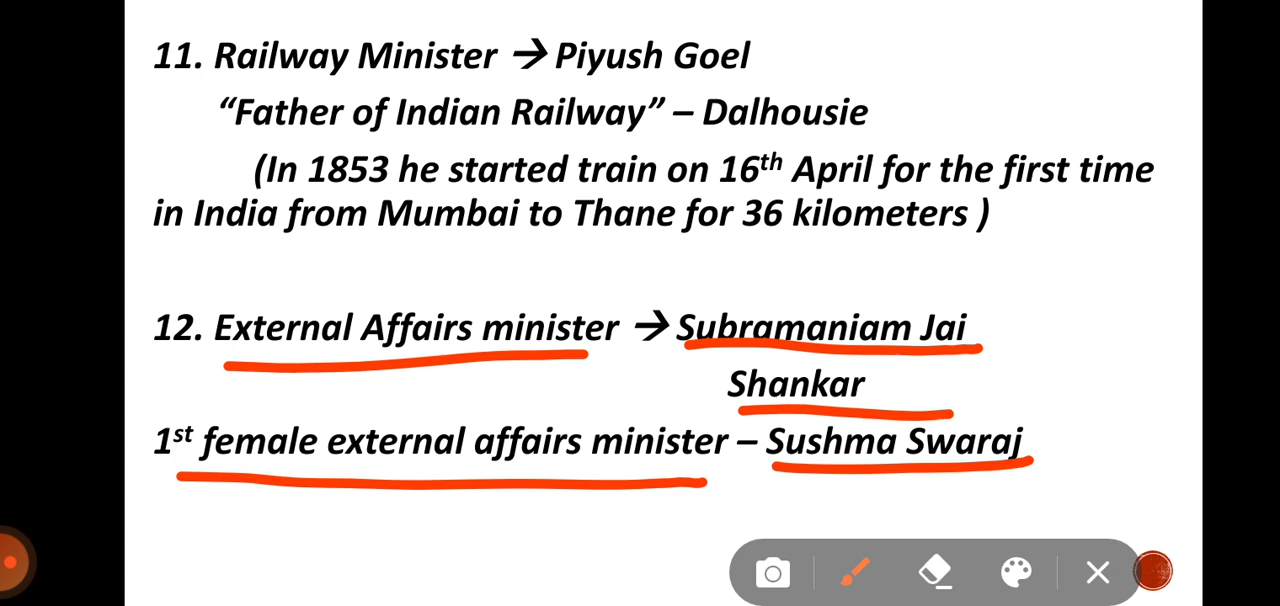 11. Railway Minister → Piyush Goel
“Father of Indian Railway” – Dalhousie
(In 1853 he started train on 16th April for the first time
in India from Mumbai to Thane for 36 kilometers )
12. External Affairs minister → Subramaniam Jai
Shankar
1st female external affairs minister – Sushma Swaraj